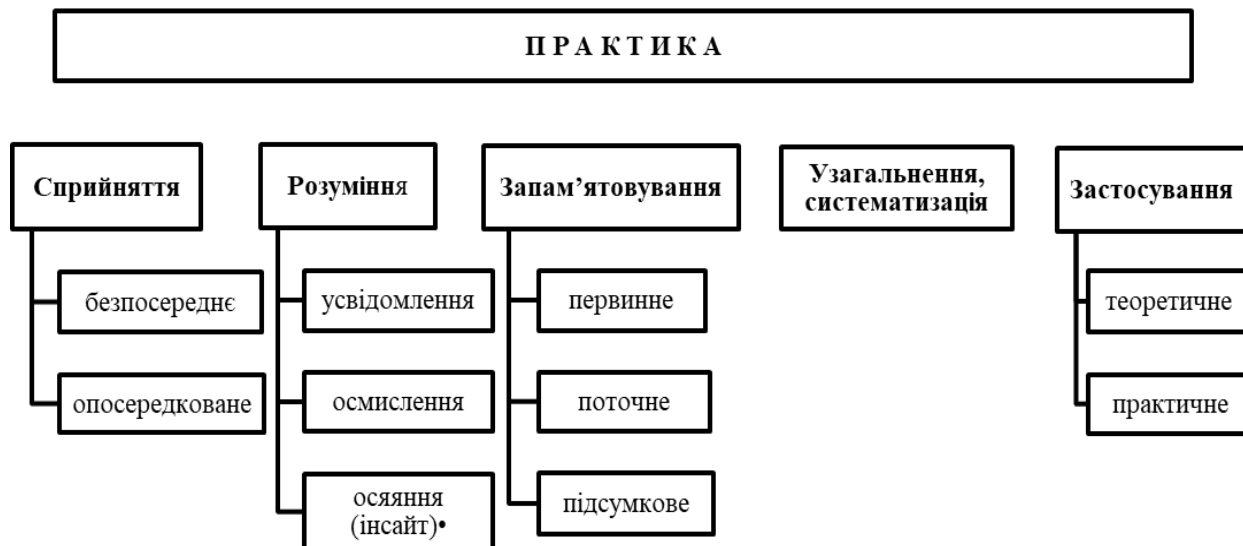 П Р А К Т И К А
Сприйняття
безпосереднє
опосередковане
Розуміння
усвідомлення
осмислення
осяяння
(інсайт)•
Запам’ятовування
первинне
поточне
підсумкове
Узагальнення,
систематизація
Застосування
теоретичне
практичне